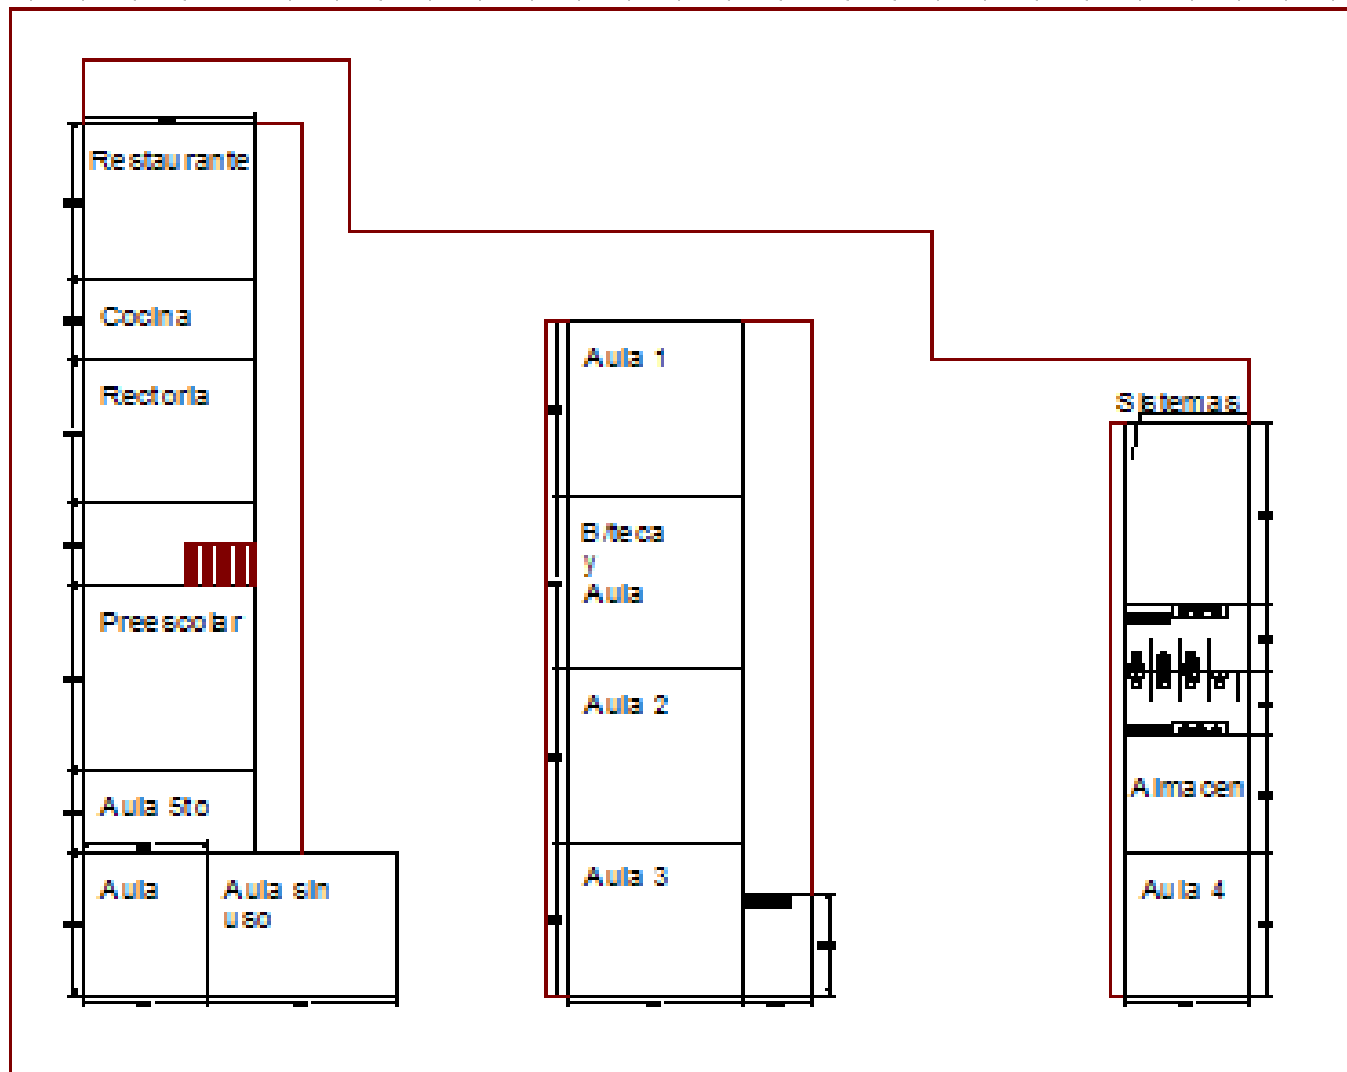 Restaurante
Cocina
Rectoria
Preescolar
Aula 5to
Aula
Aula sin
uso
Aula 1
B/teca
y
Aula
Aula 2
Aula 3
Sistemas
Almacen
Aula 4